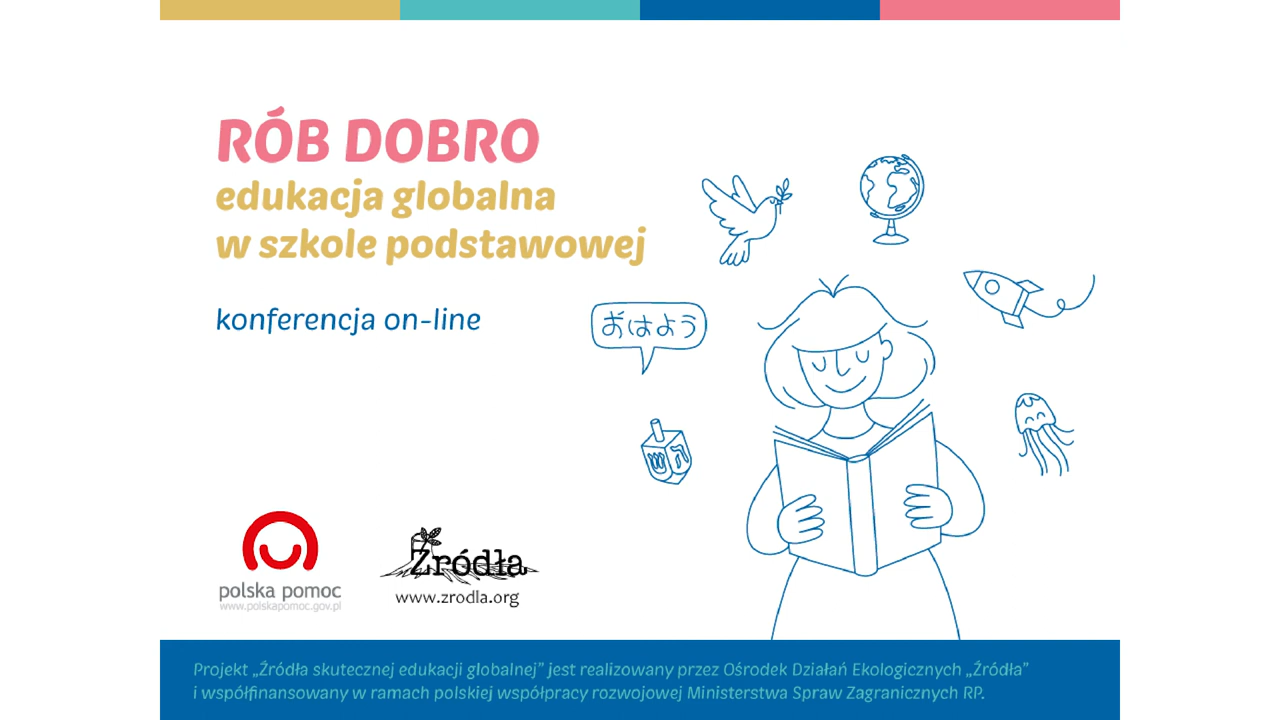 RÓB DOBRO
edukacja globalna
w szkole podstawowej
konferencja on-line
おはよう
ש ה
polska pomoc
www.polskapomoc.gov.pl
Źródła
www.zrodla.org
Projekt „Źródła skutecznej edukacji globalnej” jest realizowany przez Ośrodek Działań Ekologicznych „Źródła”
i współfinansowany w ramach polskiej współpracy rozwojowej Ministerstwa Spraw Zagranicznych RP.